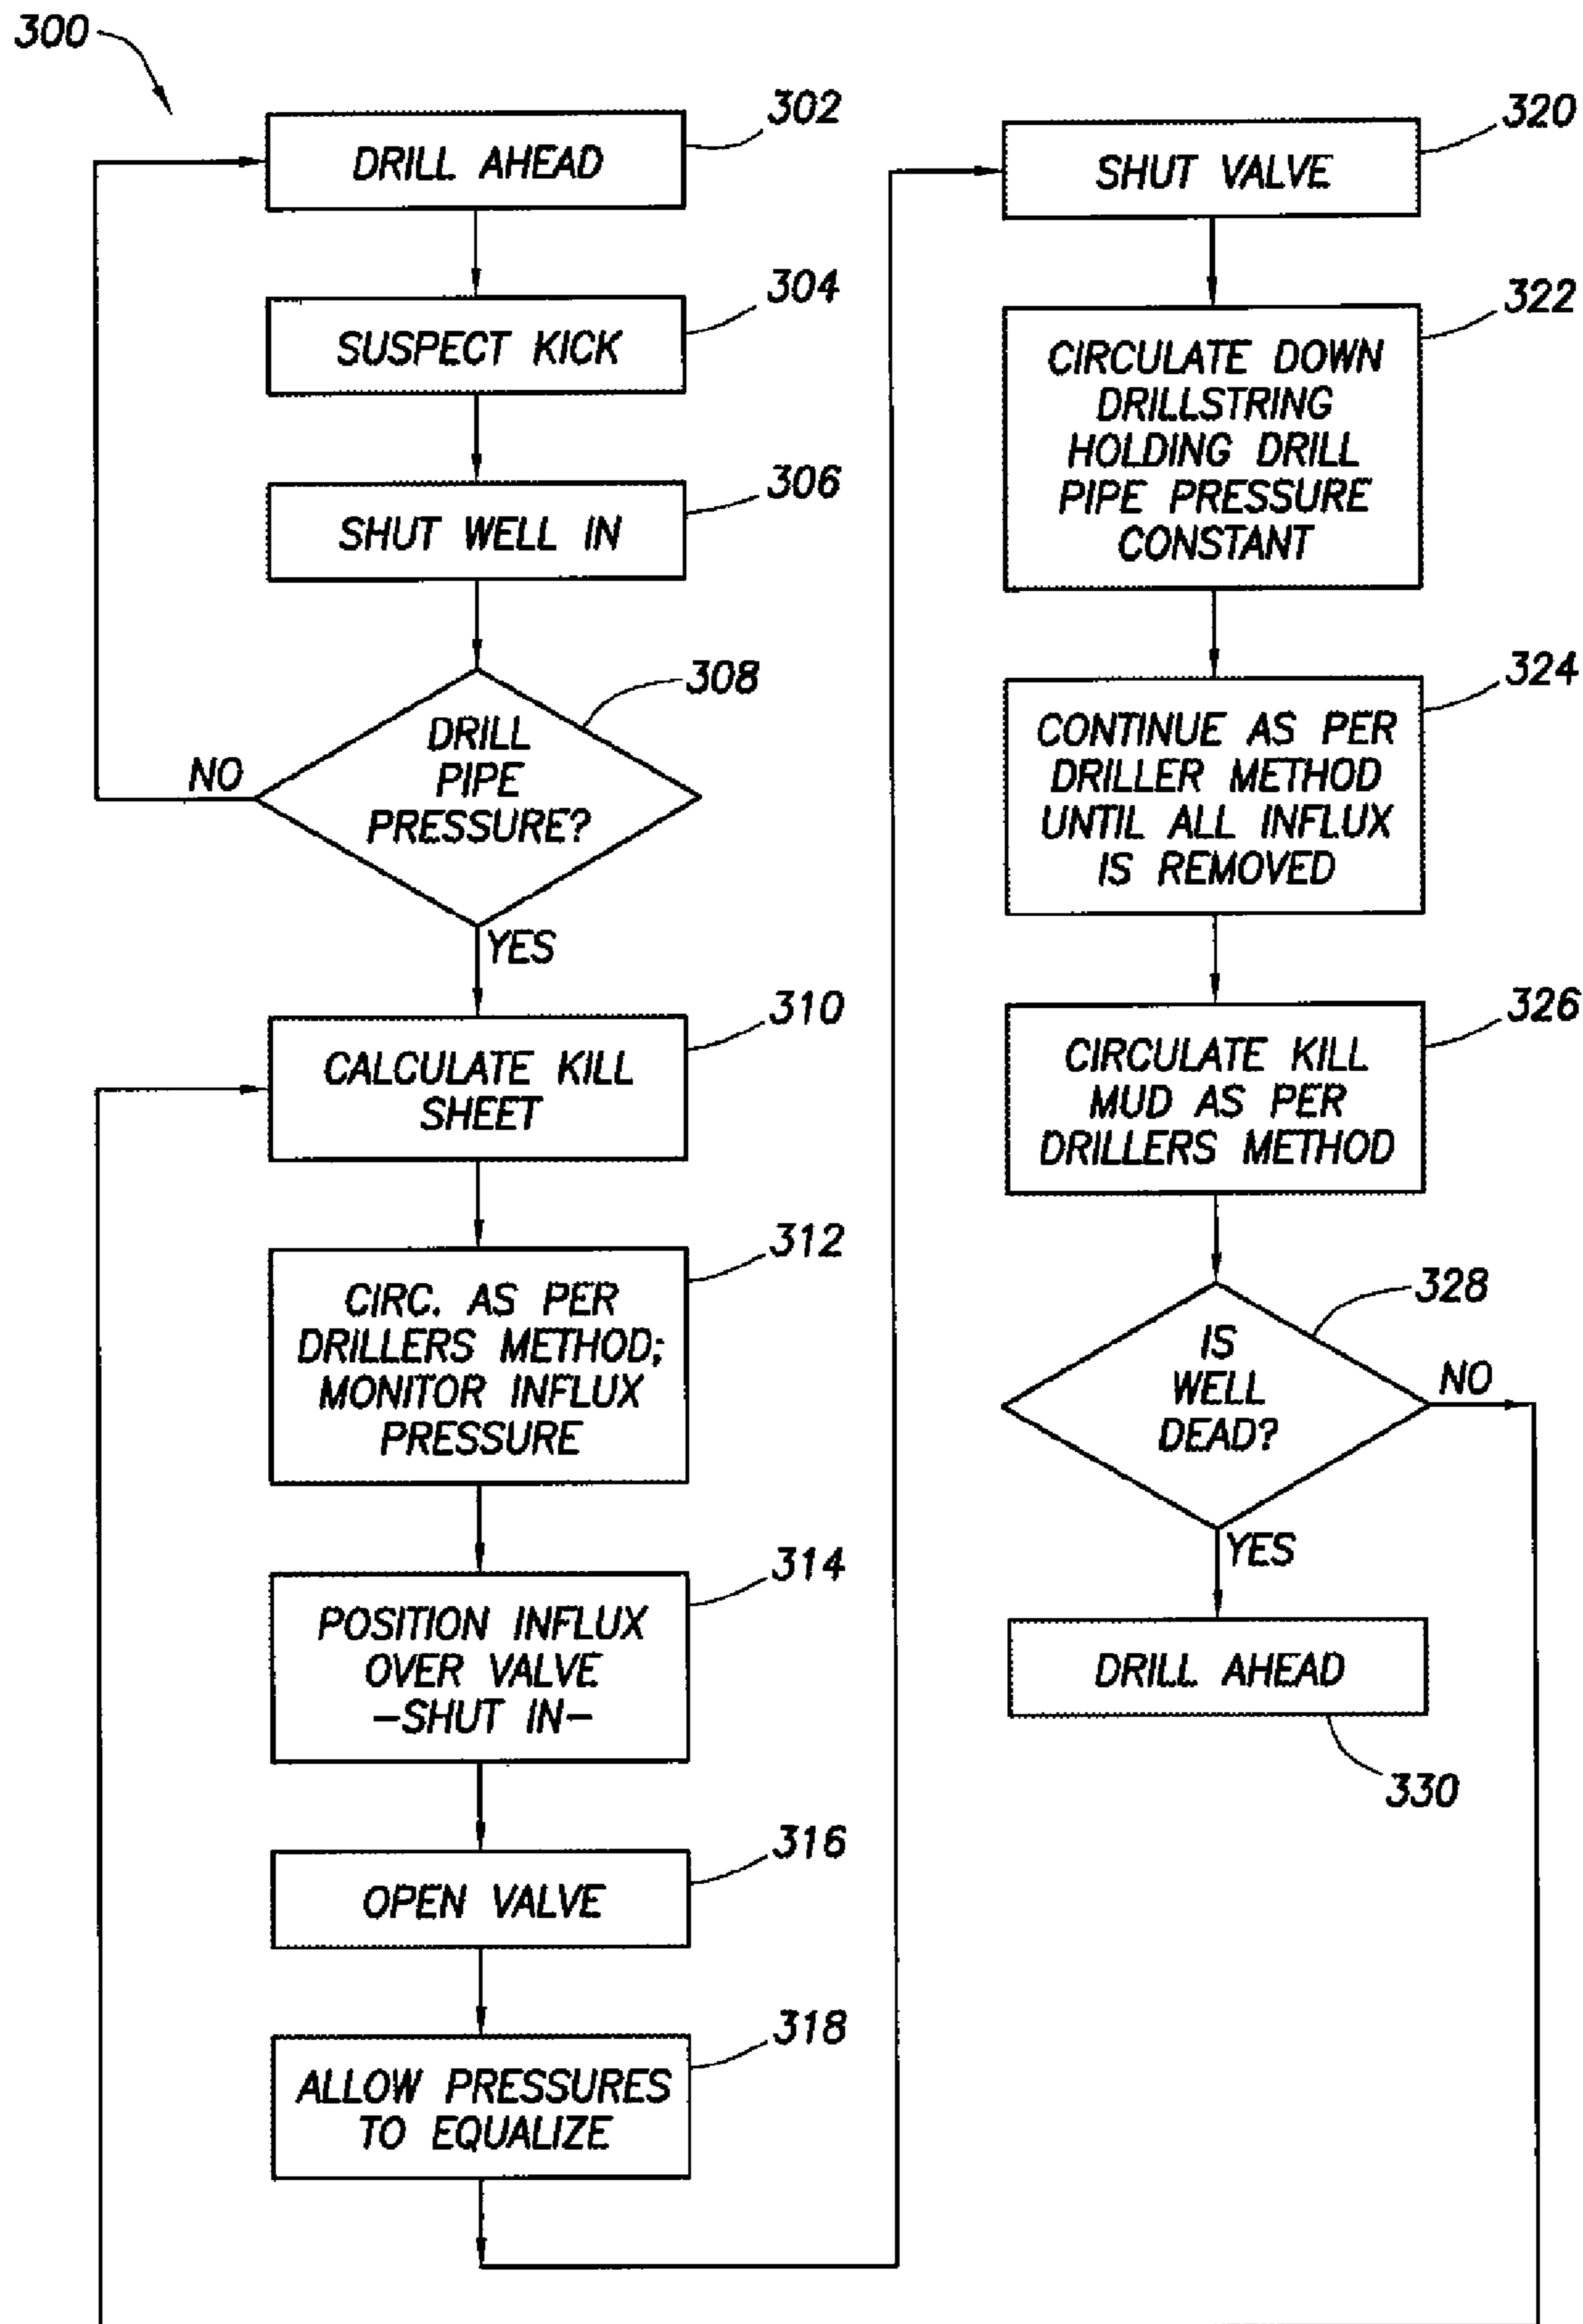 300
302
DRILL AHEAD
304
SUSPECT KICK
306
SHUT WELL IN
308
DRILL
PIPE
PRESSURE?
NO
YES
310
CALCULATE KILL
SHEET
312
CIRC. AS PER
DRILLERS METHOD;
MONITOR INFLUX
PRESSURE
314
POSITION INFLUX
OVER VALVE
-SHUT IN-
316
OPEN VALVE
318
ALLOW PRESSURES
TO EQUALIZE
320
SHUT VALVE
322
CIRCULATE DOWN
DRILLSTRING
HOLDING DRILL
PIPE PRESSURE
CONSTANT
324
CONTINUE AS PER
DRILLER METHOD
UNTIL ALL INFLUX
IS REMOVED
326
CIRCULATE KILL
MUD AS PER
DRILLERS METHOD
328
IS
WELL
DEAD?
NO
YES
DRILL AHEAD
330